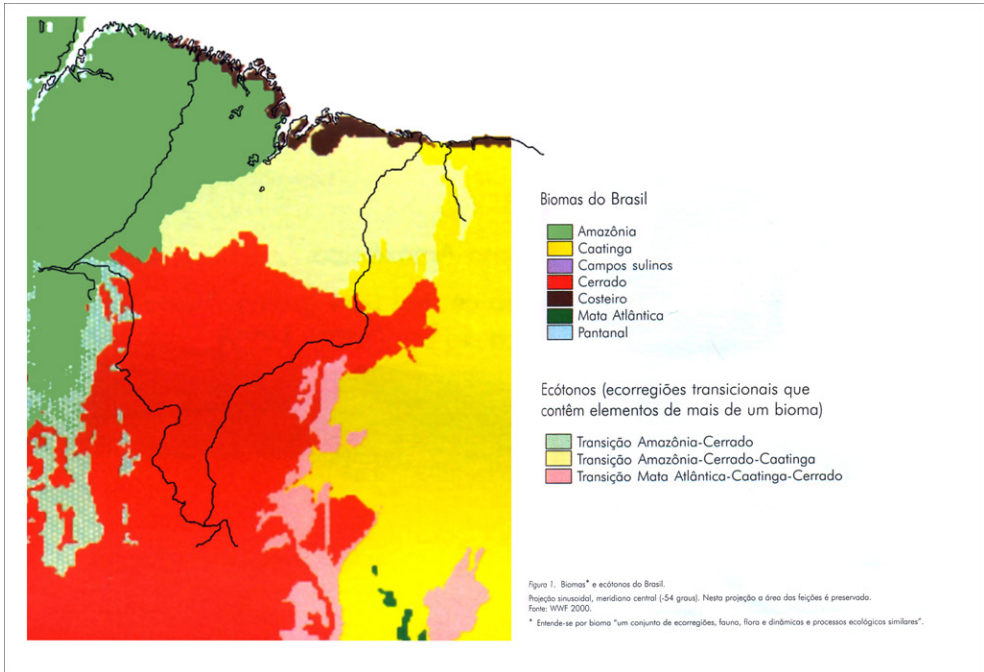 Biomas do Brasil
Amazônia
Caatinga
Campos sulinos
Cerrado
Costeiro
Mata Atlântica
Pantanal
Ecótonos (ecorregiões transicionais que
contêm elementos de mais de um bioma)
Transição Amazônia-Cerrado
Transição Amazônia-Cerrado-Caatinga
Transição Mata Atlântica-Caatinga-Cerrado
Figura 1. Biomas* e ecótonos do Brasil.
Projeção sinusoidal, meridiano central (-54 graus). Nesta projeção a área das feições é preservada.
Fonte: WWF 2000.
* Entende-se por bioma "um conjunto de ecorregiões, fauna, flora e dinâmicas e processos ecológicos similares".